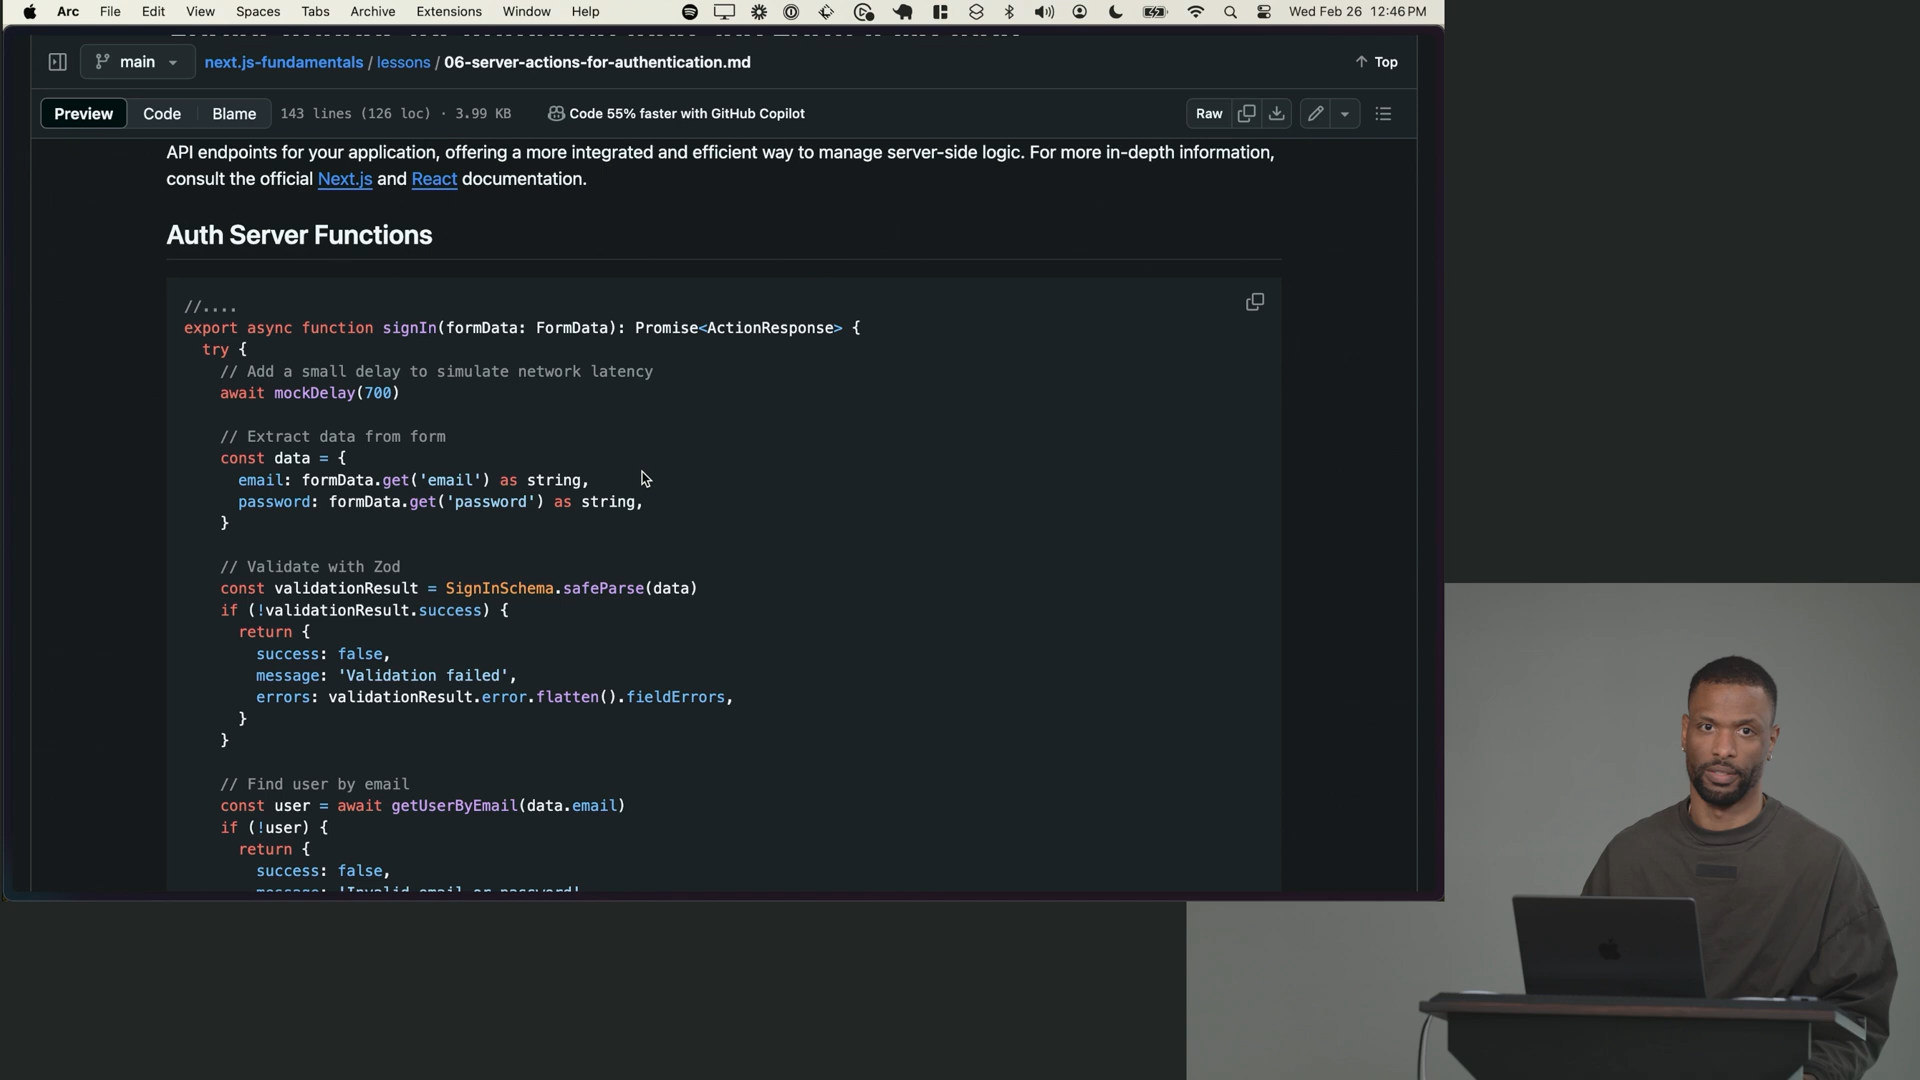 Arc File Edit View Spaces Tabs Archive Extensions Window Help Wed Feb 26 12:46 PM
main next.js-fundamentals / lessons / 06-server-actions-for-authentication.md Top
Preview Code Blame 143 lines (126 loc) · 3.99 KB Code 55% faster with GitHub Copilot Raw
API endpoints for your application, offering a more integrated and efficient way to manage server-side logic. For more in-depth information,
consult the official Next.js and React documentation.
Auth Server Functions
//....
export async function signIn(formData: FormData): Promise<ActionResponse> {
try {
// Add a small delay to simulate network latency
await mockDelay(700)
// Extract data from form
const data = {
email: formData.get('email') as string,
password: formData.get('password') as string,
}
// Validate with Zod
const validationResult = SignInSchema.safeParse(data)
if (!validationResult.success) {
return {
success: false,
message: 'Validation failed',
errors: validationResult.error.flatten().fieldErrors,
}
}
// Find user by email
const user = await getUserByEmail(data.email)
if (!user) {
return {
success: false,
message: 'Invalid email or password'